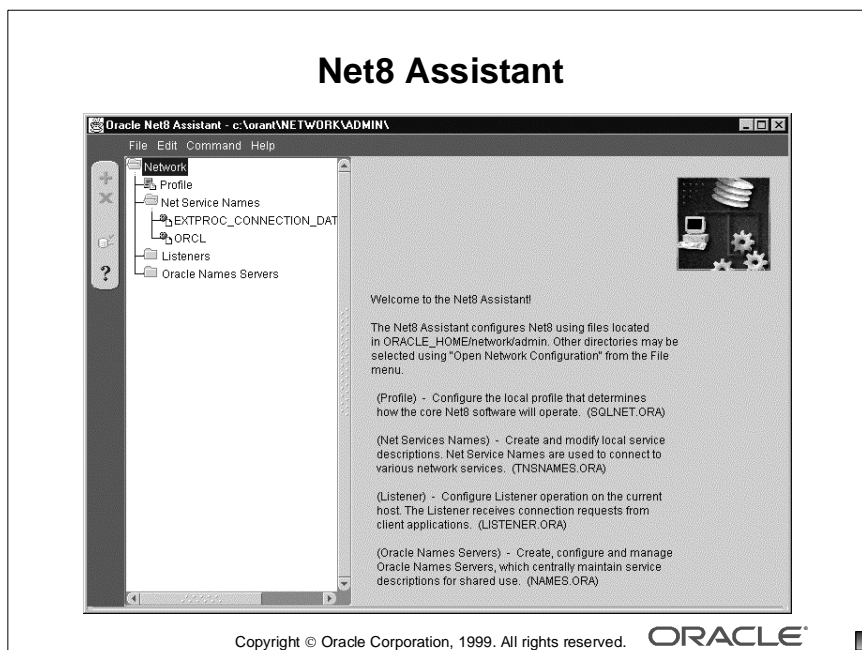 Net8 Assistant
Oracle Net8 Assistant - c:\orant\NETWORK\ADMIN\
File Edit Command Help
Network
Profile
Net Service Names
EXTPROC_CONNECTION_DAT
ORCL
Listeners
Oracle Names Servers
?
Welcome to the Net8 Assistant!
The Net8 Assistant configures Net8 using files located
in ORACLE_HOME/network/admin. Other directories may be
selected using "Open Network Configuration" from the File
menu.
(Profile) - Configure the local profile that determines
how the core Net8 software will operate. (SQLNET.ORA)
(Net Services Names) - Create and modify local service
descriptions. Net Service Names are used to connect to
various network services. (TNSNAMES.ORA)
(Listener) - Configure Listener operation on the current
host. The Listener receives connection requests from
client applications. (LISTENER.ORA)
(Oracle Names Servers) - Create, configure and manage
Oracle Names Servers, which centrally maintain service
descriptions for shared use. (NAMES.ORA)
Copyright © Oracle Corporation, 1999. All rights reserved. ORACLE®